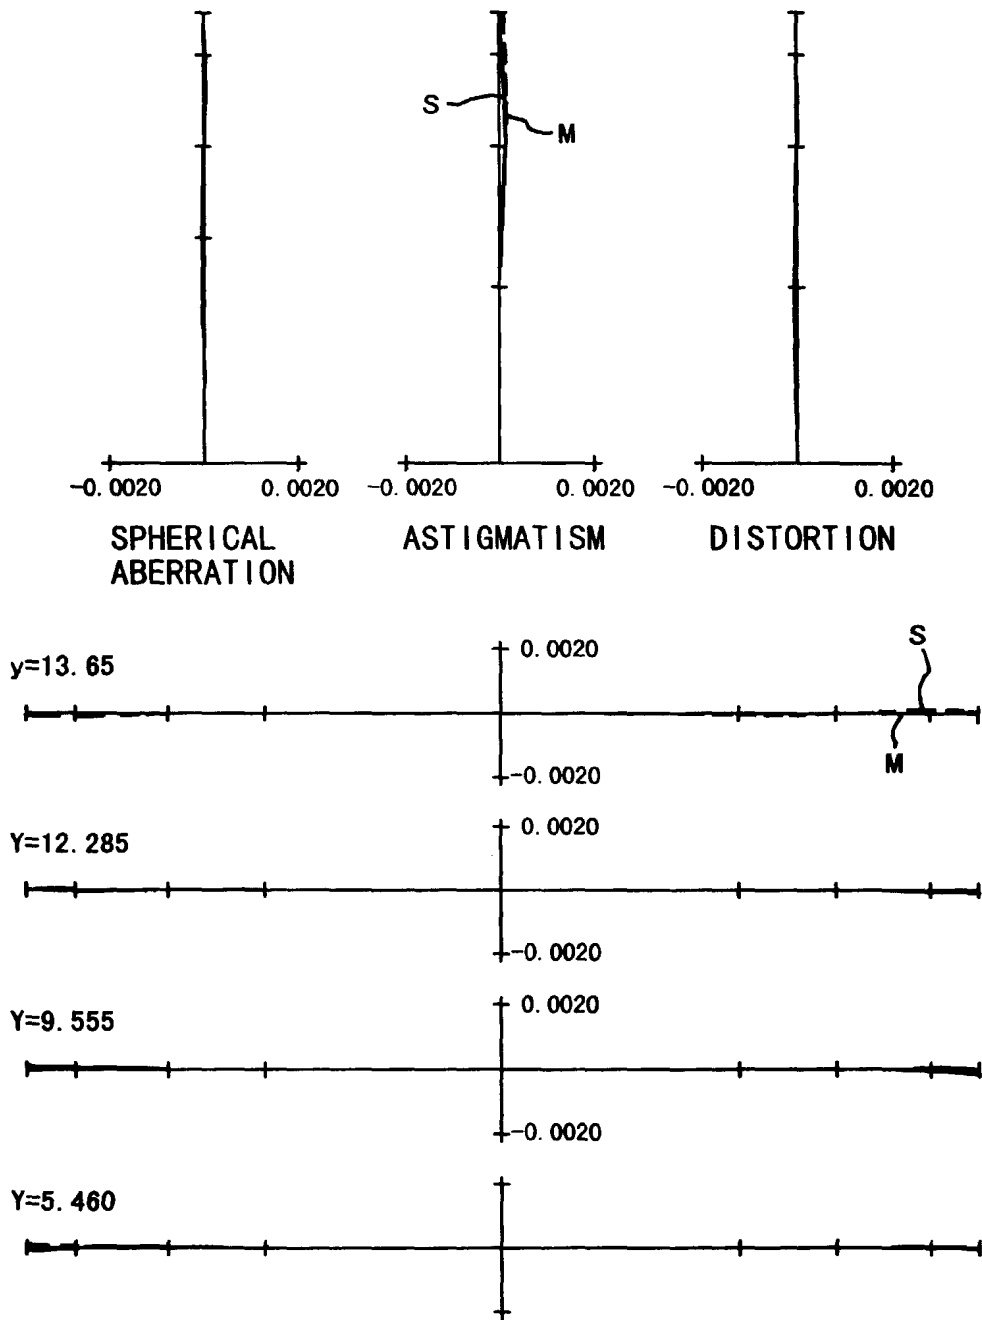 S
M
-0.0020 0.0020 -0.0020 0.0020 -0.0020 0.0020
SPHERICAL ABERRATION
ASTIGMATISM
DISTORTION
y=13.65
0.0020
S
M
-0.0020
Y=12.285
0.0020
-0.0020
Y=9.555
0.0020
-0.0020
Y=5.460